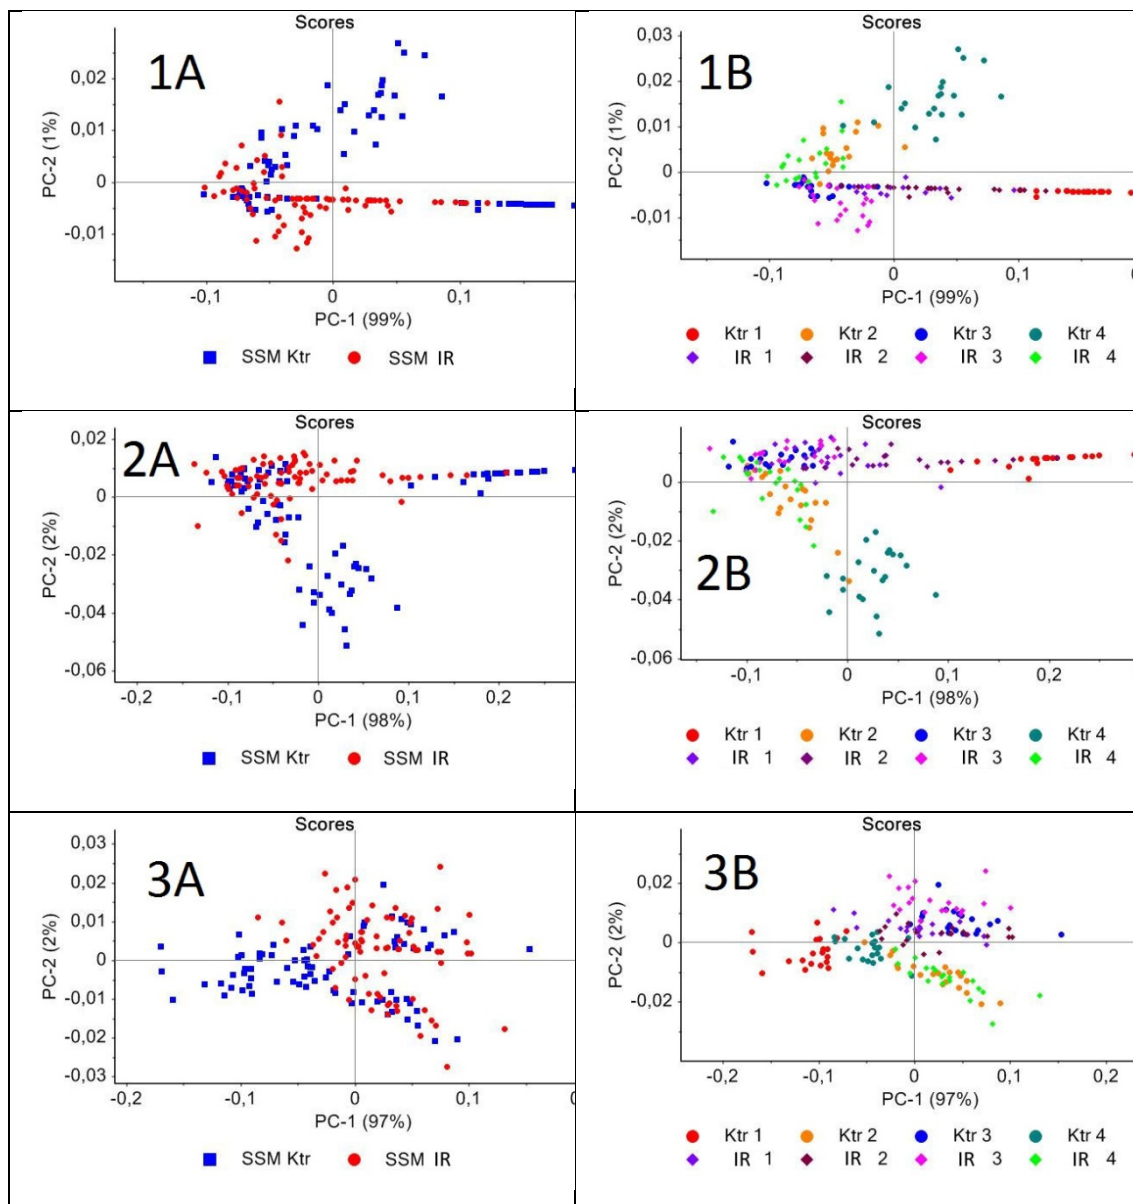 Scores
1A
0,02
0,01
0
-0,01
PC-2 (1%)
-0,1 0 0,1
PC-1 (99%)
SSM Ktr SSM IR
Scores
1B
0,03
0,02
0,01
0
-0,01
PC-2 (1%)
-0,1 0 0,1
PC-1 (99%)
Ktr 1 Ktr 2 Ktr 3 Ktr 4
IR 1 IR 2 IR 3 IR 4
Scores
2A
0,02
0
-0,02
-0,04
-0,06
PC-2 (2%)
-0,2 -0,1 0 0,1 0,2
PC-1 (98%)
SSM Ktr SSM IR
Scores
2B
0,02
0
-0,02
-0,04
-0,06
PC-2 (2%)
-0,1 0 0,1 0,2
PC-1 (98%)
Ktr 1 Ktr 2 Ktr 3 Ktr 4
IR 1 IR 2 IR 3 IR 4
Scores
3A
0,03
0,02
0,01
0
-0,01
-0,02
-0,03
PC-2 (2%)
-0,2 -0,1 0 0,1
PC-1 (97%)
SSM Ktr SSM IR
Scores
3B
0,02
0
-0,02
PC-2 (2%)
-0,2 -0,1 0 0,1 0,2
PC-1 (97%)
Ktr 1 Ktr 2 Ktr 3 Ktr 4
IR 1 IR 2 IR 3 IR 4